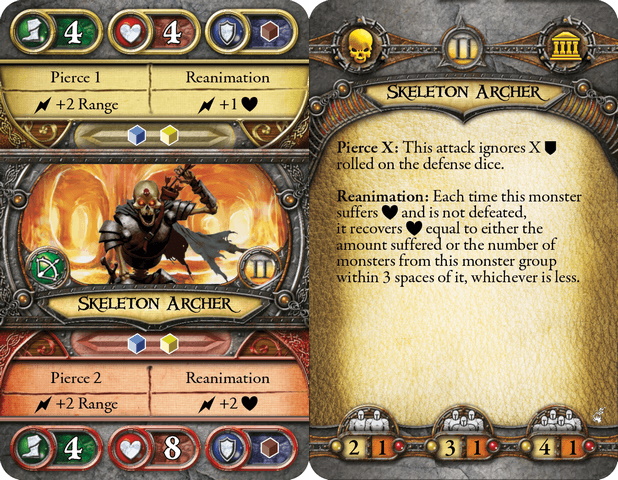 4 4
Pierce 1 Reanimation
+2 Range +1
II
SKELETON ARCHER
Pierce 2 Reanimation
+2 Range +2
4 8
II
SKELETON ARCHER
Pierce X: This attack ignores X
rolled on the defense dice.
Reanimation: Each time this monster
suffers and is not defeated,
it recovers equal to either the
amount suffered or the number of
monsters from this monster group
within 3 spaces of it, whichever is less.
2 1 3 1 4 1